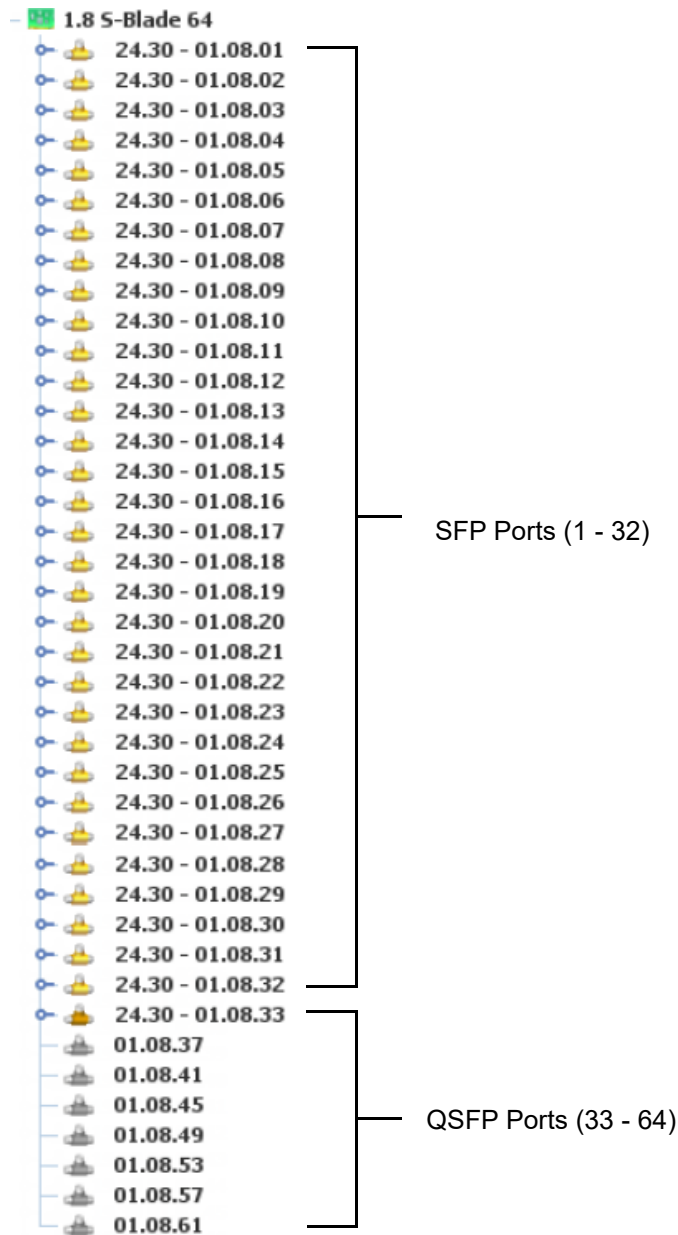 1.8 S-Blade 64
24.30 - 01.08.01
24.30 - 01.08.02
24.30 - 01.08.03
24.30 - 01.08.04
24.30 - 01.08.05
24.30 - 01.08.06
24.30 - 01.08.07
24.30 - 01.08.08
24.30 - 01.08.09
24.30 - 01.08.10
24.30 - 01.08.11
24.30 - 01.08.12
24.30 - 01.08.13
24.30 - 01.08.14
24.30 - 01.08.15
24.30 - 01.08.16
24.30 - 01.08.17
SFP Ports (1 - 32)
24.30 - 01.08.18
24.30 - 01.08.19
24.30 - 01.08.20
24.30 - 01.08.21
24.30 - 01.08.22
24.30 - 01.08.23
24.30 - 01.08.24
24.30 - 01.08.25
24.30 - 01.08.26
24.30 - 01.08.27
24.30 - 01.08.28
24.30 - 01.08.29
24.30 - 01.08.30
24.30 - 01.08.31
24.30 - 01.08.32
24.30 - 01.08.33
01.08.37
01.08.41
01.08.45
QSFP Ports (33 - 64)
01.08.49
01.08.53
01.08.57
01.08.61